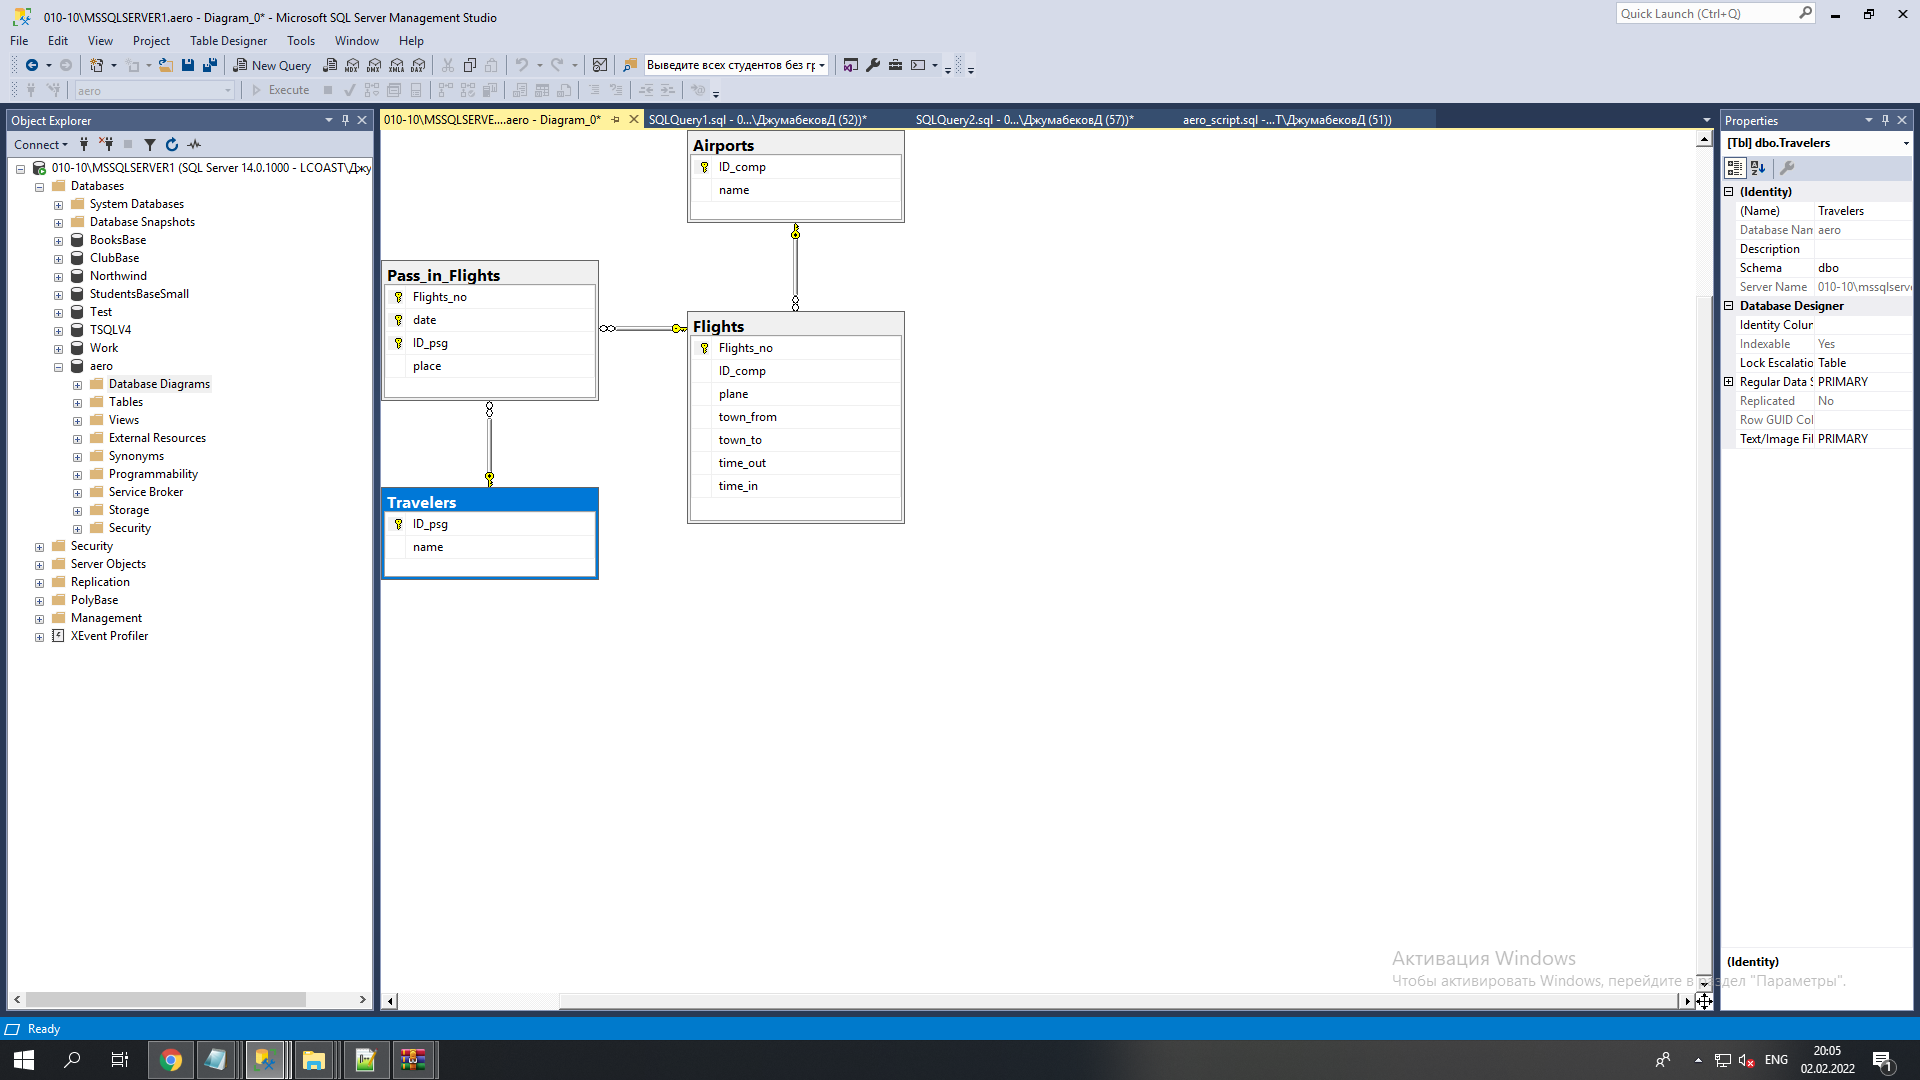 010-10\MSSQLSERVER1.aero - Diagram_0* - Microsoft SQL Server Management Studio
Quick Launch (Ctrl+Q)
File Edit View Project Table Designer Tools Window Help
New Query MDX DMX XMLA DAX Выведите всех студентов без гр
aero Execute
Object Explorer
Connect
010-10\MSSQLSERVER1 (SQL Server 14.0.1000 - LCOAST\Джу
Databases
System Databases
Database Snapshots
BooksBase
ClubBase
Northwind
StudentsBaseSmall
Test
TSQLV4
Work
aero
Database Diagrams
Tables
Views
External Resources
Synonyms
Programmability
Service Broker
Storage
Security
Security
Server Objects
Replication
PolyBase
Management
XEvent Profiler
010-10\MSSQLSERVE....aero - Diagram_0*
SQLQuery1.sql - 0...\ДжумабековД (52))*
SQLQuery2.sql - 0...\ДжумабековД (57))*
aero_script.sql -...T\ДжумабековД (51))
Airports
ID_comp
name
Pass_in_Flights
Flights_no
date
ID_psg
place
Flights
Flights_no
ID_comp
plane
town_from
town_to
time_out
time_in
Travelers
ID_psg
name
Properties
[Tbl] dbo.Travelers
(Identity)
(Name) Travelers
Database Nam aero
Description
Schema dbo
Server Name 010-10\mssqlserve
Database Designer
Identity Colur
Indexable Yes
Lock Escalatio Table
Regular Data S PRIMARY
Replicated No
Row GUID Col
Text/Image Fil PRIMARY
(Identity)
Активация Windows
Чтобы активировать Windows, перейдите в раздел "Параметры".
Ready
ENG
20:05
02.02.2022
1